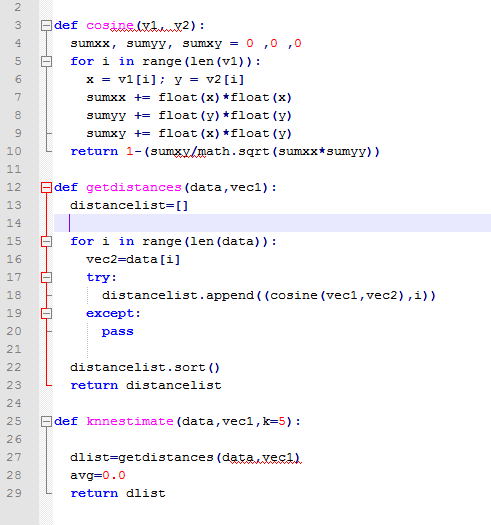 2
3 def cosine(v1, v2):
4 sumxx, sumyy, sumxy = 0 ,0 ,0
5 for i in range(len(v1)):
6 x = v1[i]; y = v2[i]
7 sumxx += float(x)*float(x)
8 sumyy += float(y)*float(y)
9 sumxy += float(x)*float(y)
10 return 1-(sumxy/math.sqrt(sumxx*sumyy))
11
12 def getdistances(data,vec1):
13 distancelist=[]
14
15 for i in range(len(data)):
16 vec2=data[i]
17 try:
18 distancelist.append((cosine(vec1,vec2),i))
19 except:
20 pass
21
22 distancelist.sort()
23 return distancelist
24
25 def knnestimate(data,vec1,k=5):
26
27 dlist=getdistances(data,vec1)
28 avg=0.0
29 return dlist